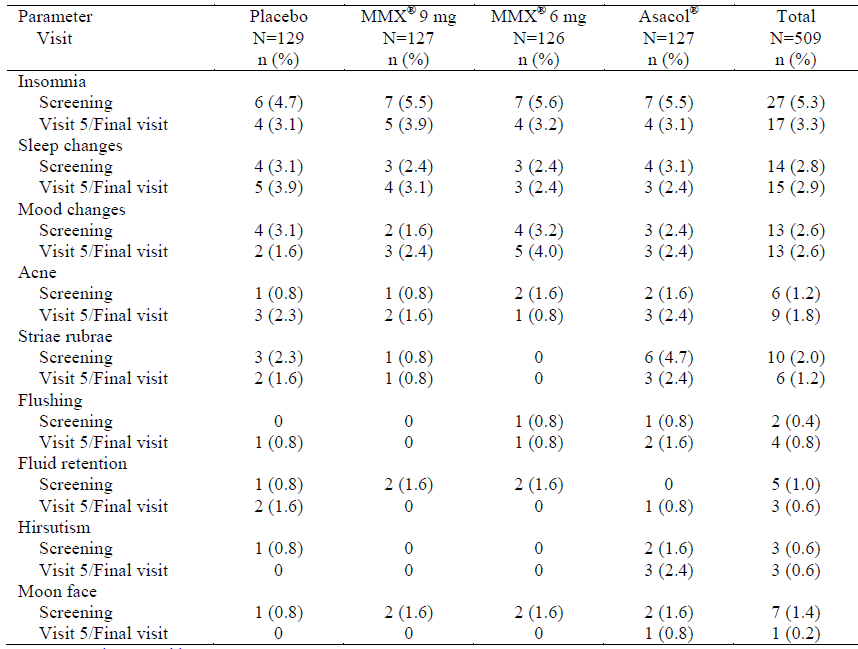 Parameter Placebo MMX® 9 mg MMX® 6 mg Asacol® Total
Visit N=129 N=127 N=126 N=127 N=509
n (%) n (%) n (%) n (%) n (%)
Insomnia
Screening 6 (4.7) 7 (5.5) 7 (5.6) 7 (5.5) 27 (5.3)
Visit 5/Final visit 4 (3.1) 5 (3.9) 4 (3.2) 4 (3.1) 17 (3.3)
Sleep changes
Screening 4 (3.1) 3 (2.4) 3 (2.4) 4 (3.1) 14 (2.8)
Visit 5/Final visit 5 (3.9) 4 (3.1) 3 (2.4) 3 (2.4) 15 (2.9)
Mood changes
Screening 4 (3.1) 2 (1.6) 4 (3.2) 3 (2.4) 13 (2.6)
Visit 5/Final visit 2 (1.6) 3 (2.4) 5 (4.0) 3 (2.4) 13 (2.6)
Acne
Screening 1 (0.8) 1 (0.8) 2 (1.6) 2 (1.6) 6 (1.2)
Visit 5/Final visit 3 (2.3) 2 (1.6) 1 (0.8) 3 (2.4) 9 (1.8)
Striae rubrae
Screening 3 (2.3) 1 (0.8) 0 6 (4.7) 10 (2.0)
Visit 5/Final visit 2 (1.6) 1 (0.8) 0 3 (2.4) 6 (1.2)
Flushing
Screening 0 0 1 (0.8) 1 (0.8) 2 (0.4)
Visit 5/Final visit 1 (0.8) 0 1 (0.8) 2 (1.6) 4 (0.8)
Fluid retention
Screening 1 (0.8) 2 (1.6) 2 (1.6) 0 5 (1.0)
Visit 5/Final visit 2 (1.6) 0 0 1 (0.8) 3 (0.6)
Hirsutism
Screening 1 (0.8) 0 0 2 (1.6) 3 (0.6)
Visit 5/Final visit 0 0 0 3 (2.4) 3 (0.6)
Moon face
Screening 1 (0.8) 2 (1.6) 2 (1.6) 2 (1.6) 7 (1.4)
Visit 5/Final visit 0 0 0 1 (0.8) 1 (0.2)